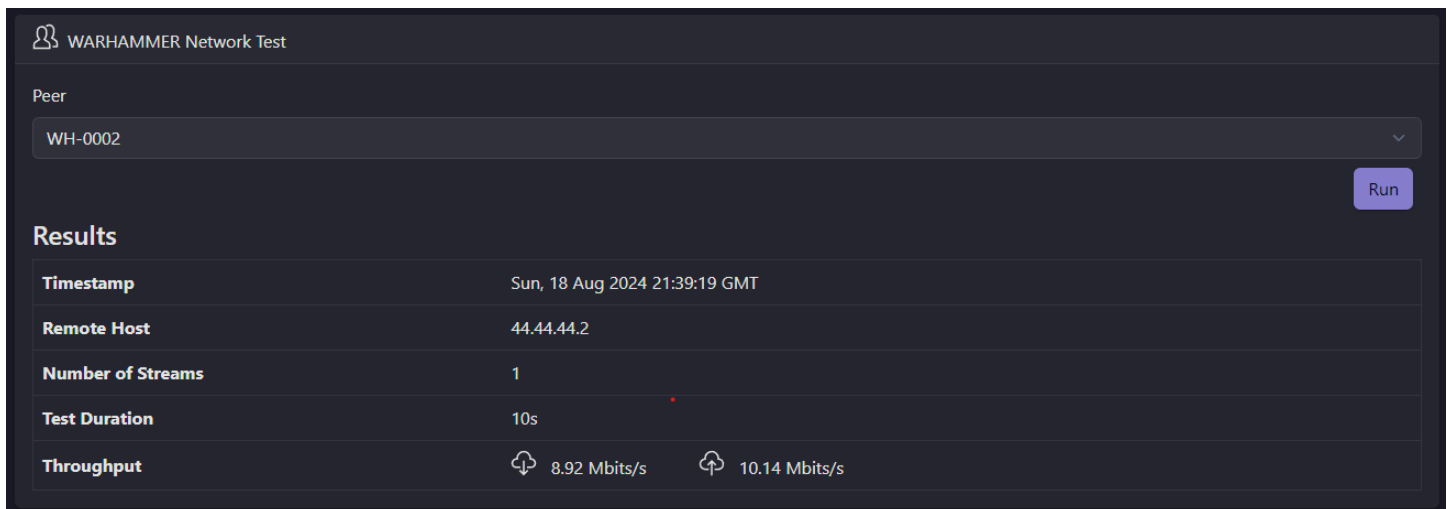 WARHAMMER Network Test
Peer
WH-0002
Run
Results
Timestamp Sun, 18 Aug 2024 21:39:19 GMT
Remote Host 44.44.44.2
Number of Streams 1
Test Duration 10s
Throughput 8.92 Mbits/s 10.14 Mbits/s